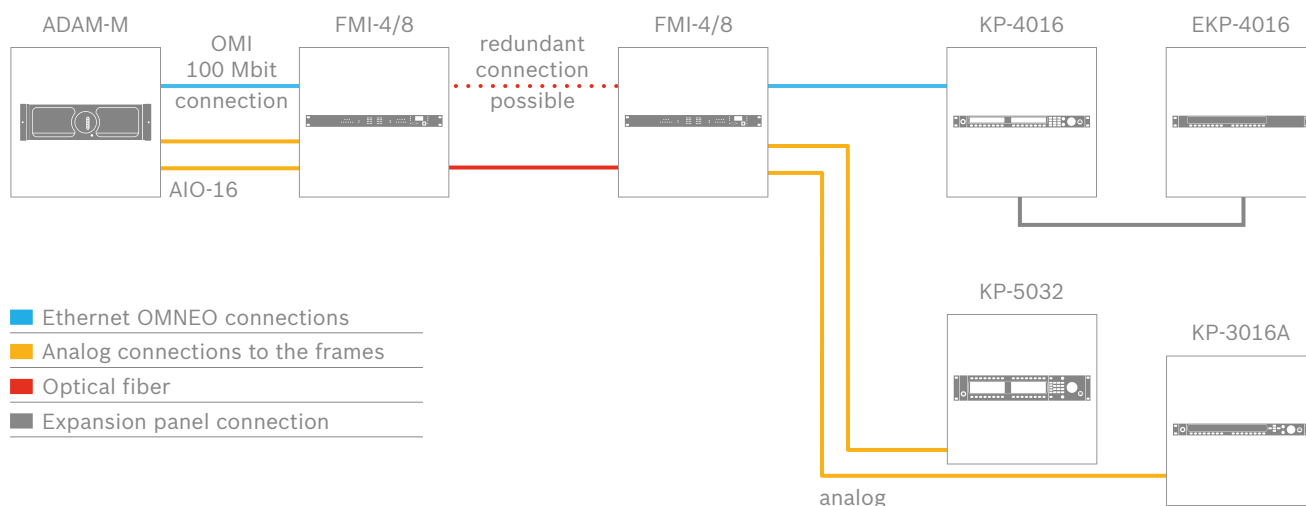 ADAM-M
FMI-4/8
FMI-4/8
KP-4016
EKP-4016
OMI
100 Mbit
connection
redundant
connection
possible
AIO-16
KP-5032
KP-3016A
Ethernet OMNEO connections
Analog connections to the frames
Optical fiber
Expansion panel connection
analog